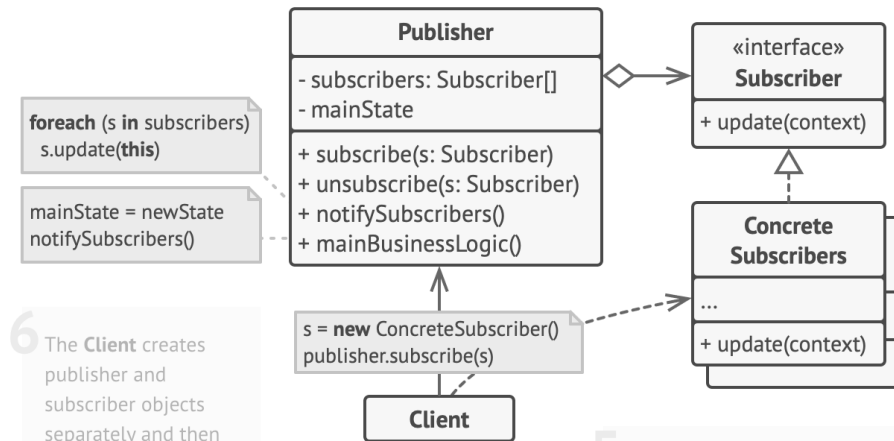 Publisher
- subscribers: Subscriber[]
- mainState
+ subscribe(s: Subscriber)
+ unsubscribe(s: Subscriber)
+ notifySubscribers()
+ mainBusinessLogic()
«interface»
Subscriber
+ update(context)
foreach (s in subscribers)
s.update(this)
mainState = newState
notifySubscribers()
Concrete
Subscribers
...
+ update(context)
s = new ConcreteSubscriber()
publisher.subscribe(s)
Client
6
The Client creates
publisher and
subscriber objects
separately and then